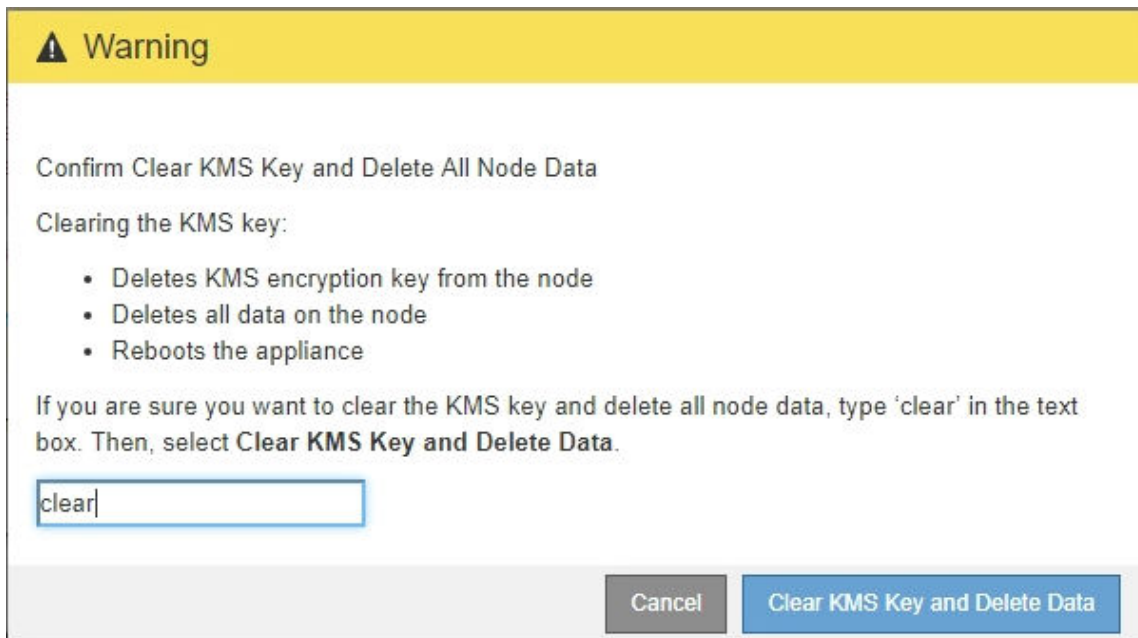 Warning
Confirm Clear KMS Key and Delete All Node Data
Clearing the KMS key:
• Deletes KMS encryption key from the node
• Deletes all data on the node
• Reboots the appliance
If you are sure you want to clear the KMS key and delete all node data, type ‘clear’ in the text
box. Then, select Clear KMS Key and Delete Data.
clear
Cancel Clear KMS Key and Delete Data